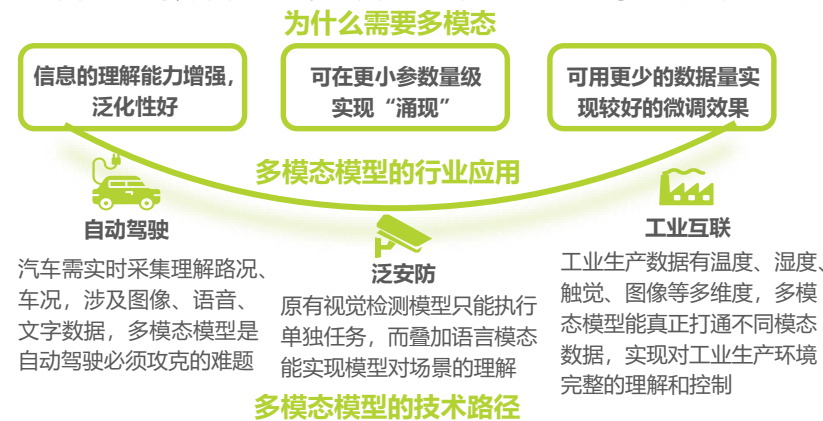 为什么需要多模态
信息的理解能力增强，
泛化性好
可在更小参数量级
实现“涌现”
可用更少的数据量实
现较好的微调效果
多模态模型的行业应用
自动驾驶
汽车需实时采集理解路况、
车况，涉及图像、语音、
文字数据，多模态模型是
自动驾驶必须攻克的难题
泛安防
原有视觉检测模型只能执行
单独任务，而叠加语言模态
能实现模型对场景的理解
工业互联
工业生产数据有温度、湿度、
触觉、图像等多维度，多模
态模型能真正打通不同模态
数据，实现对工业生产环境
完整的理解和控制
多模态模型的技术路径